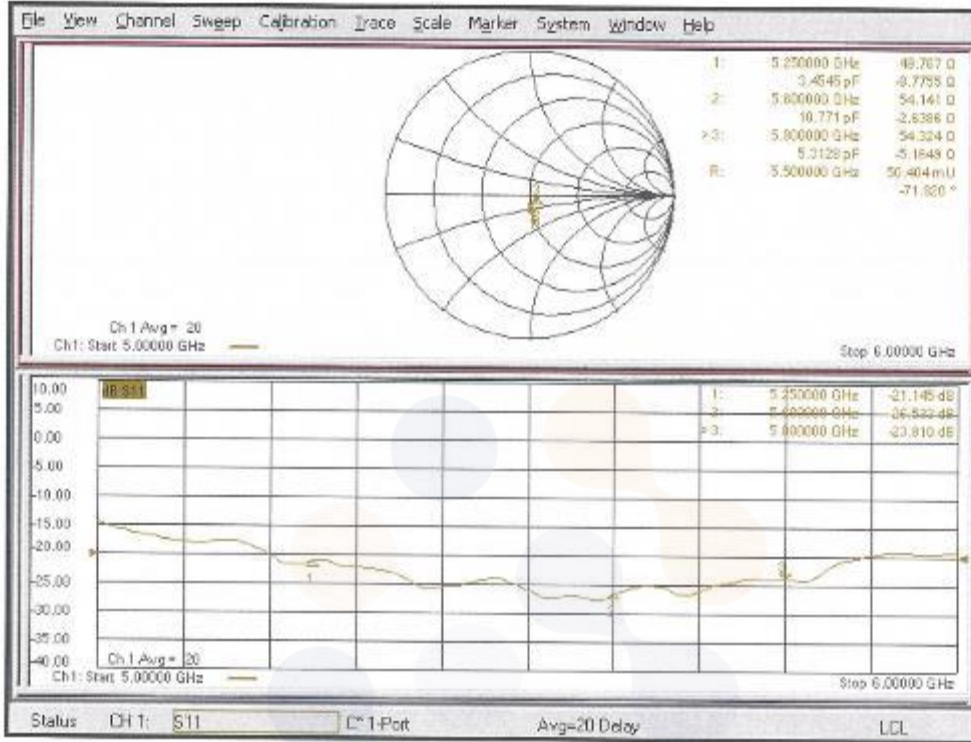 File View Channel Sweep Calibration Trace Scale Marker System Window Help
1: 5.250000 GHz 49.767 Ω
3.4545 pF -8.7755 Ω
2: 5.600000 GHz 54.141 Ω
10.771 pF -2.6386 Ω
> 3: 5.800000 GHz 54.324 Ω
5.3128 pF -5.1649 Ω
R: 5.500000 GHz 50.404 mU
-71.820 °
Ch 1 Avg = 20
Ch1: Start 5.00000 GHz
Stop 6.00000 GHz
10.00
dB S11
5.00
0.00
-5.00
-10.00
-15.00
-20.00
-25.00
-30.00
-35.00
-40.00
1: 5.250000 GHz -21.145 dB
2: 5.600000 GHz -26.533 dB
> 3: 5.800000 GHz -23.810 dB
1
2
Ch 1 Avg = 20
Ch1: Start 5.00000 GHz
Stop 6.00000 GHz
Status CH 1: S11 C* 1-Port Avg=20 Delay LCL